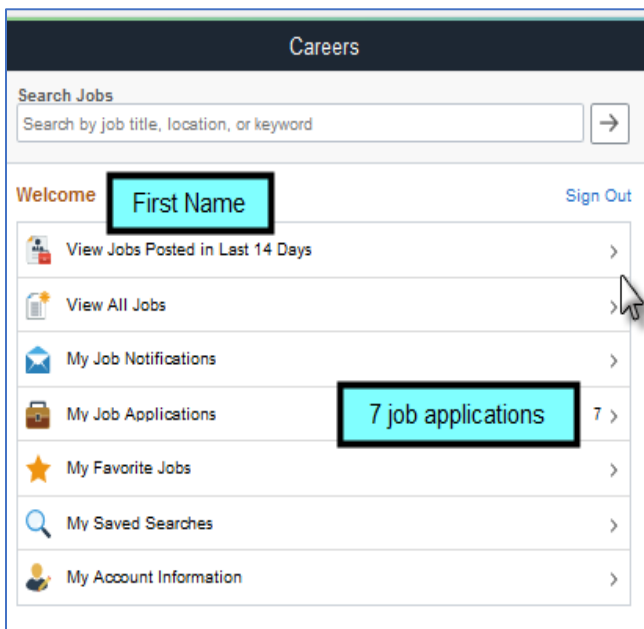 Careers
Search Jobs
Search by job title, location, or keyword
Welcome First Name Sign Out
View Jobs Posted in Last 14 Days
View All Jobs
My Job Notifications
My Job Applications 7 job applications 7
My Favorite Jobs
My Saved Searches
My Account Information